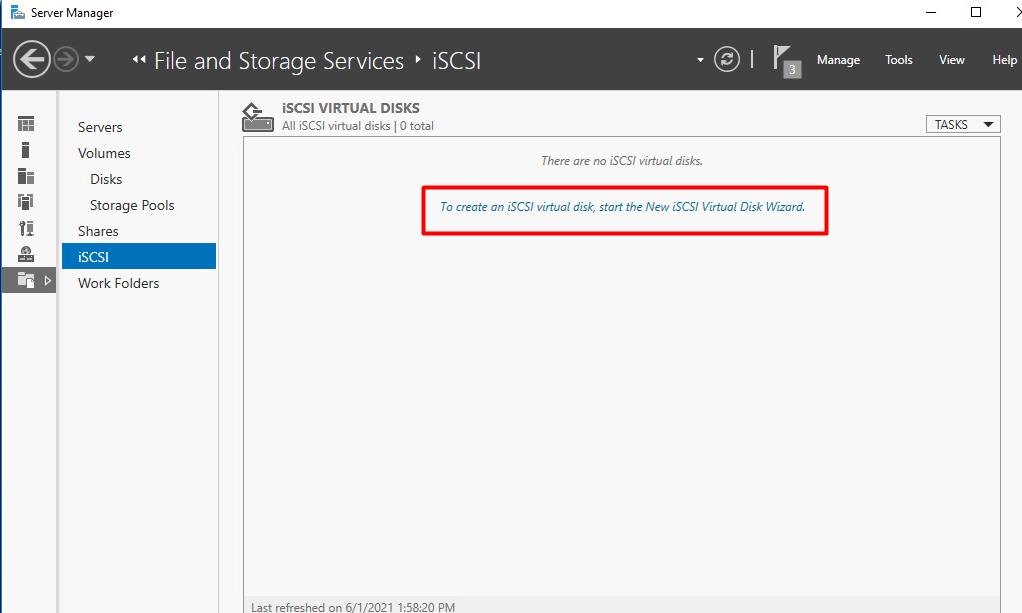 Server Manager
File and Storage Services
iSCSI
3
Manage
Tools
View
Help
Servers
Volumes
Disks
Storage Pools
Shares
iSCSI
Work Folders
iSCSI VIRTUAL DISKS
All iSCSI virtual disks | 0 total
TASKS
There are no iSCSI virtual disks.
To create an iSCSI virtual disk, start the New iSCSI Virtual Disk Wizard.
Last refreshed on 6/1/2021 1:58:20 PM